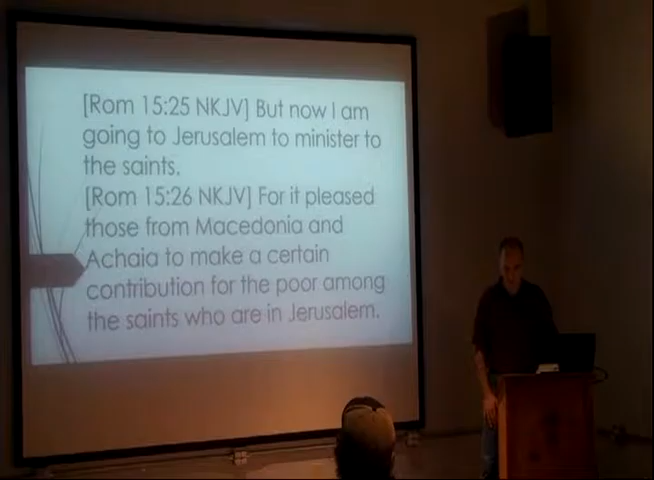 [Rom 15:25 NKJV] But now I am
going to Jerusalem to minister to
the saints.
[Rom 15:26 NKJV] For it pleased
those from Macedonia and
Achaia to make a certain
contribution for the poor among
the saints who are in Jerusalem.